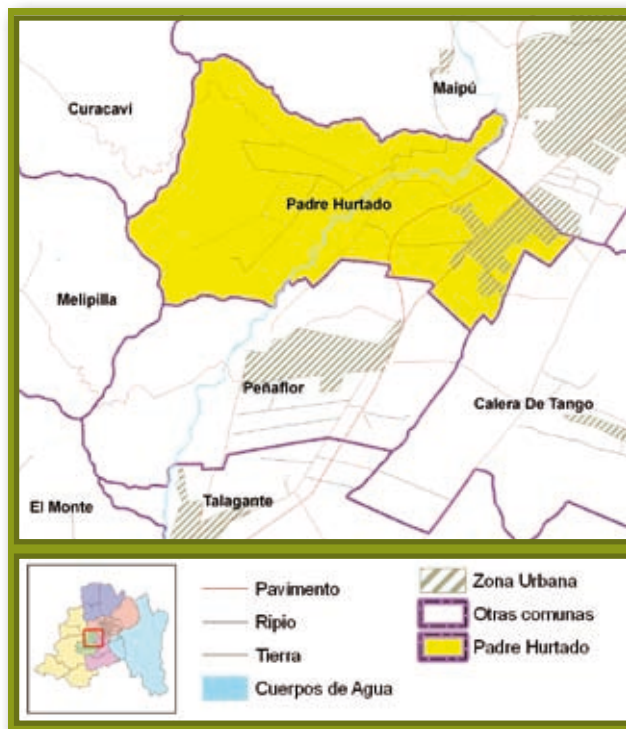 Maipú
Curacaví
Padre Hurtado
Melipilla
Peñaflor
Calera De Tango
El Monte
Talagante
Pavimento
Ripio
Tierra
Cuerpos de Agua
Zona Urbana
Otras comunas
Padre Hurtado